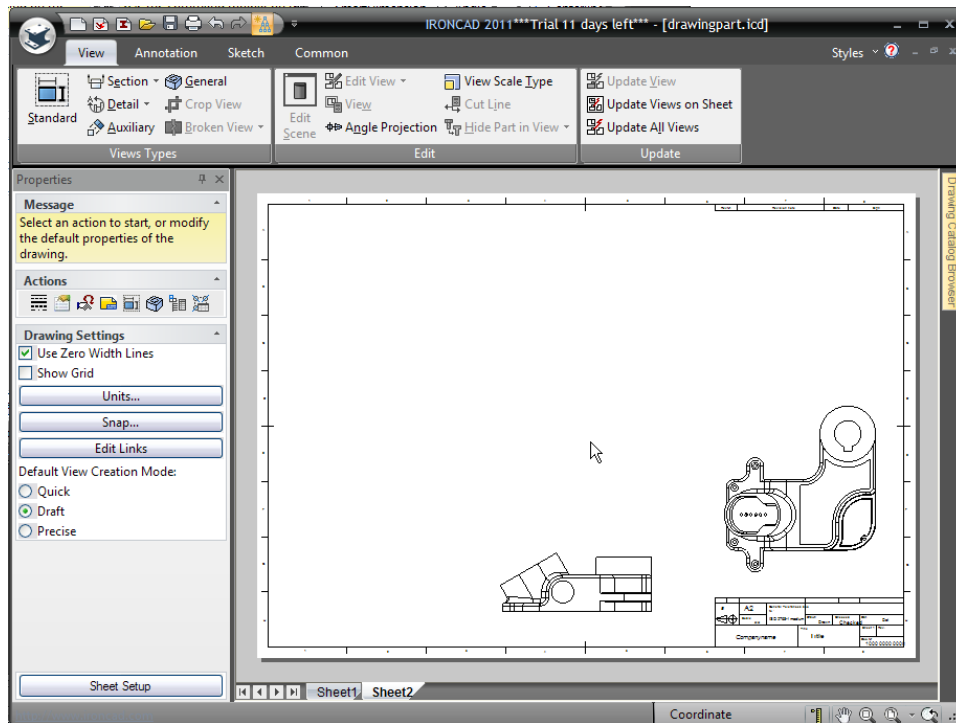 IRONCAD 2011***Trial 11 days left*** - [drawingpart.icd]
View Annotation Sketch Common Styles
Standard
Section General
Detail Crop View
Auxiliary Broken View
Views Types
Edit Scene
Edit View View Scale Type
View Cut Line
Angle Projection Hide Part in View
Edit
Update View
Update Views on Sheet
Update All Views
Update
Properties
Message
Select an action to start, or modify
the default properties of the
drawing.
Actions
Drawing Settings
Use Zero Width Lines
Show Grid
Units...
Snap...
Edit Links
Default View Creation Mode:
Quick
Draft
Precise
Sheet Setup
Drawing Catalog Browser
A2
Companyname
Title
Sheet1 Sheet2
Coordinate